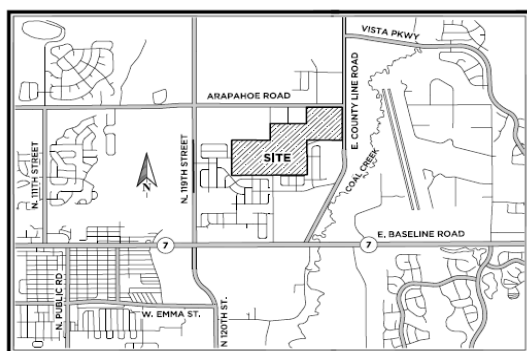 VISTA PKWY
ARAPAHOE ROAD
E. COUNTY LINE ROAD
N. 111TH STREET
N. 119TH STREET
SITE
COAL CREEK
N
E. BASELINE ROAD
7
7
N. PUBLIC RD
W. EMMA ST.
N 120TH ST.